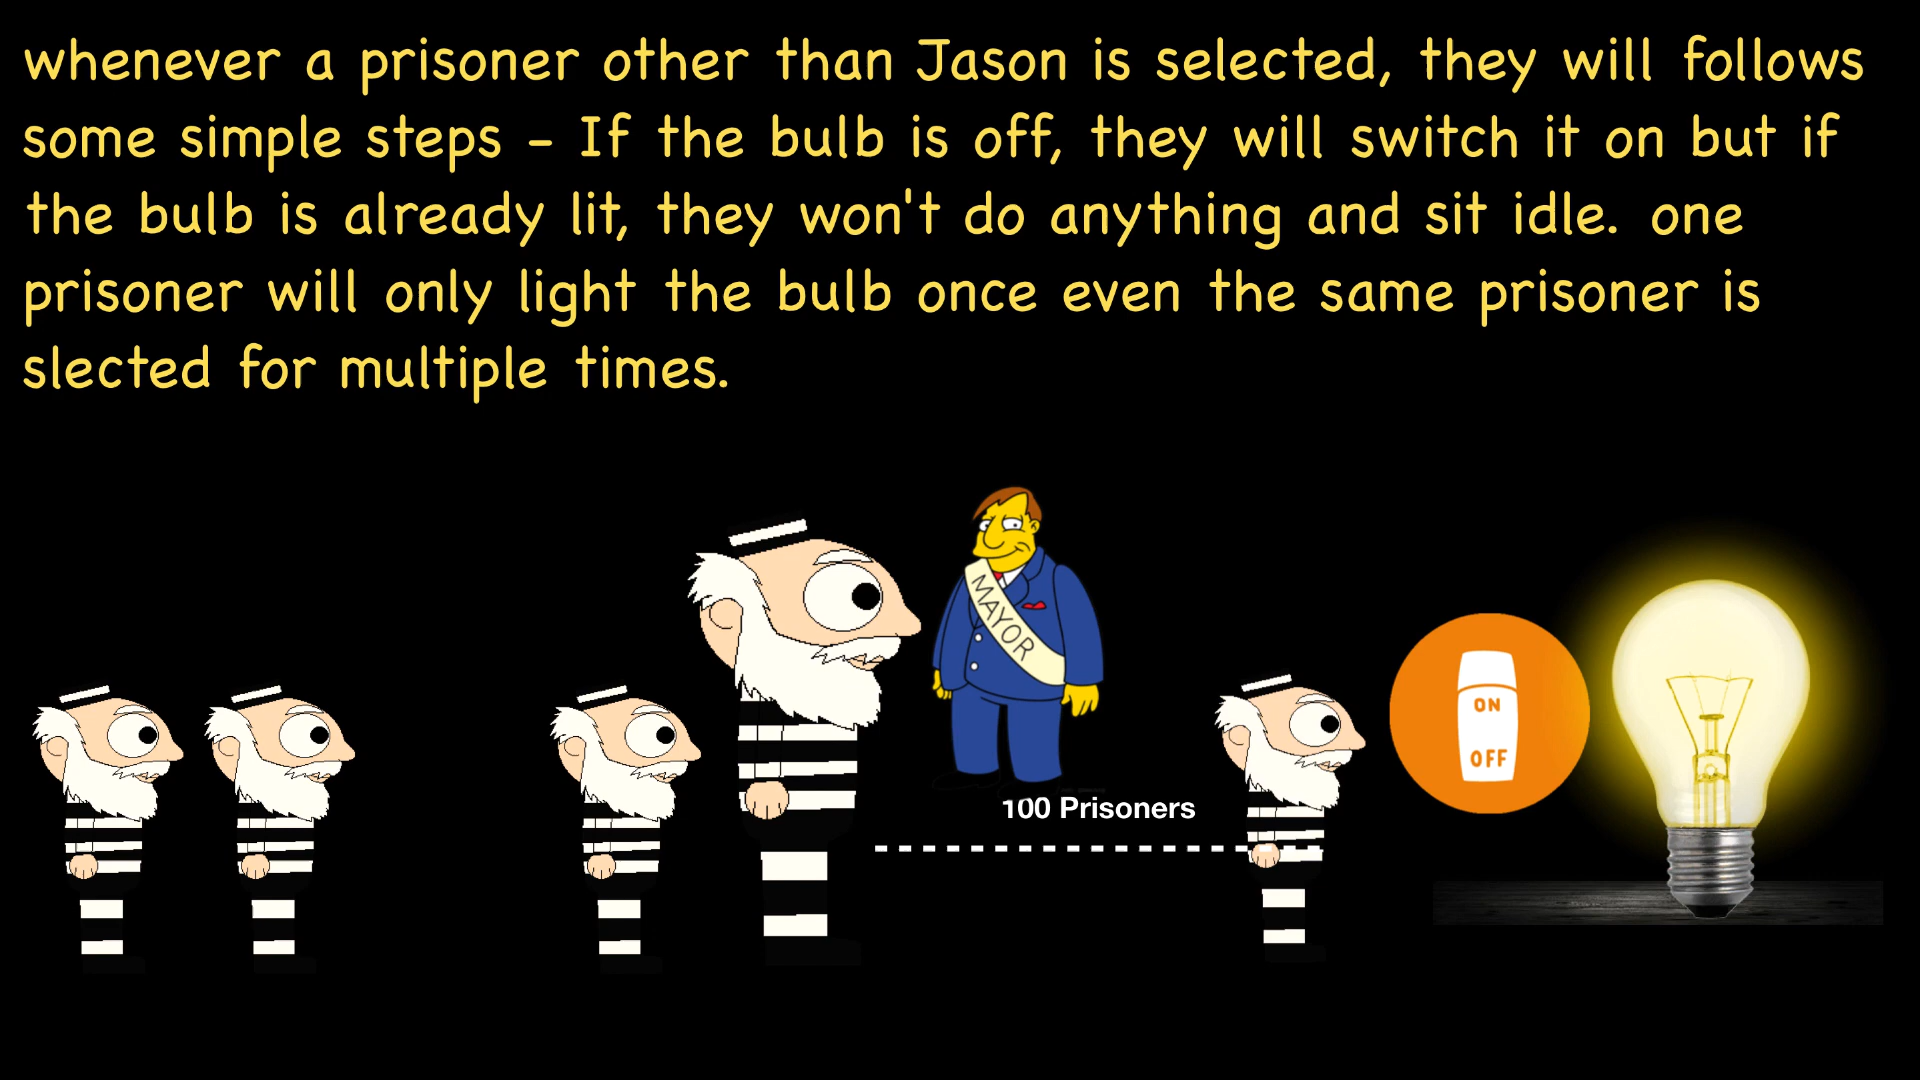 whenever a prisoner other than Jason is selected, they will follows
some simple steps - If the bulb is off, they will switch it on but if
the bulb is already lit, they won't do anything and sit idle. one
prisoner will only light the bulb once even the same prisoner is
slected for multiple times.
MAYOR
ON
OFF
100 Prisoners